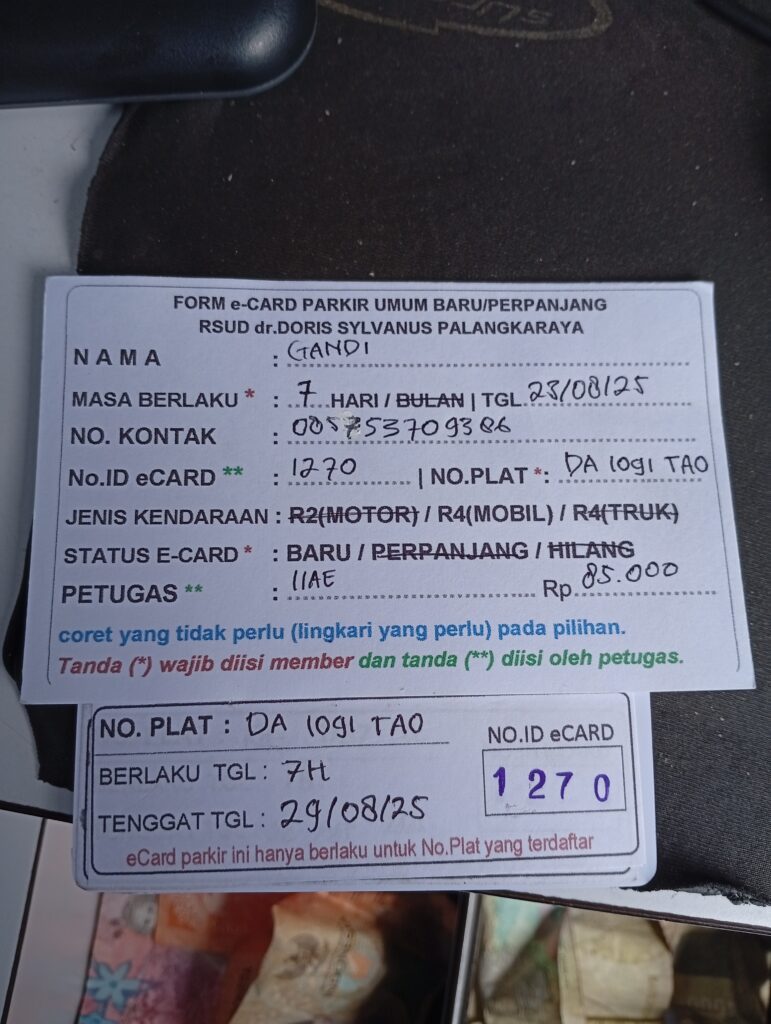 FORM e-CARD PARKIR UMUM BARU/PERPANJANG
RSUD dr.DORIS SYLVANUS PALANGKARAYA
NAMA : GANDI
MASA BERLAKU * : 7 HARI / BULAN | TGL 23/08/25
NO. KONTAK :
No.ID eCARD ** : 1270 | NO.PLAT *: DA 1091 TAO
JENIS KENDARAAN : R2(MOTOR) / R4(MOBIL) / R4(TRUK)
STATUS E-CARD * : BARU / PERPANJANG / HILANG
PETUGAS ** : Rp 85.000
coret yang tidak perlu (lingkari yang perlu) pada pilihan.
Tanda (*) wajib diisi member dan tanda (**) diisi oleh petugas.
NO. PLAT : DA 1091 TAO
NO.ID eCARD
1270
BERLAKU TGL : 7H
TENGGAT TGL : 29/08/25
eCard parkir ini hanya berlaku untuk No.Plat yang terdaftar